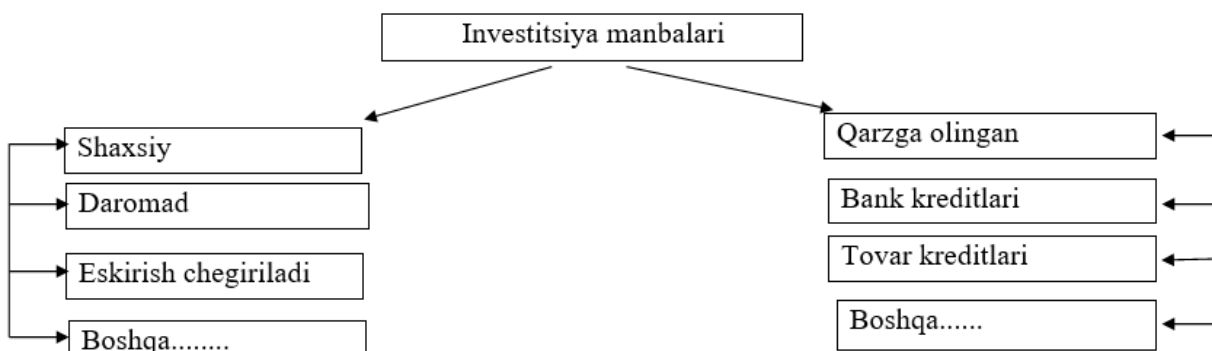 Investitsiya manbalari
Shaxsiy
Daromad
Eskirish chegiriladi
Boshqa........
Qarzga olingan
Bank kreditlari
Tovar kreditlari
Boshqa......